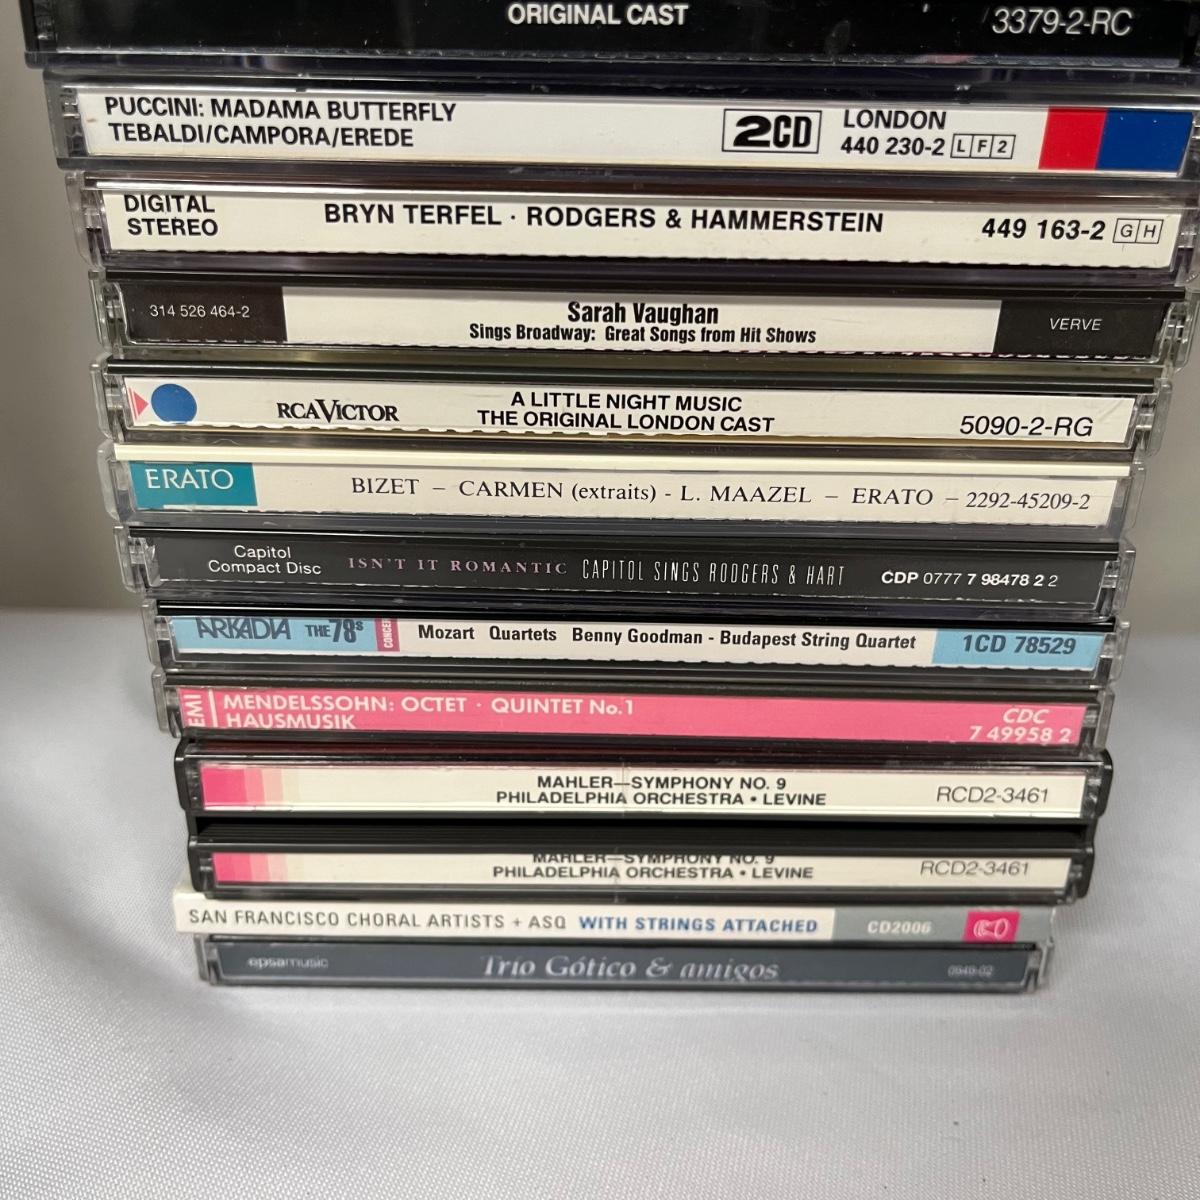 ORIGINAL CAST 3379-2-RC
PUCCINI: MADAMA BUTTERFLY
TEBALDI/CAMPORA/EREDE
2CD
LONDON
440 230-2 L F 2
DIGITAL
STEREO
BRYN TERFEL · RODGERS & HAMMERSTEIN
449 163-2 G H
314 526 464-2
Sarah Vaughan
Sings Broadway: Great Songs from Hit Shows
VERVE
RCA VICTOR
A LITTLE NIGHT MUSIC
THE ORIGINAL LONDON CAST
5090-2-RG
ERATO
BIZET – CARMEN (extraits) - L. MAAZEL – ERATO – 2292-45209-2
Capitol
Compact Disc
ISN'T IT ROMANTIC CAPITOL SINGS RODGERS & HART
CDP 0777 7 98478 2 2
ARKADIA THE 78s
CONCERT
Mozart Quartets Benny Goodman - Budapest String Quartet
1CD 78529
EMI
MENDELSSOHN: OCTET · QUINTET No.1
HAUSMUSIK
CDC
7 49958 2
MAHLER—SYMPHONY NO. 9
PHILADELPHIA ORCHESTRA • LEVINE
RCD2-3461
MAHLER—SYMPHONY NO. 9
PHILADELPHIA ORCHESTRA • LEVINE
RCD2-3461
SAN FRANCISCO CHORAL ARTISTS + ASQ WITH STRINGS ATTACHED CD2006
epsamusic Trío Gótico & amigos